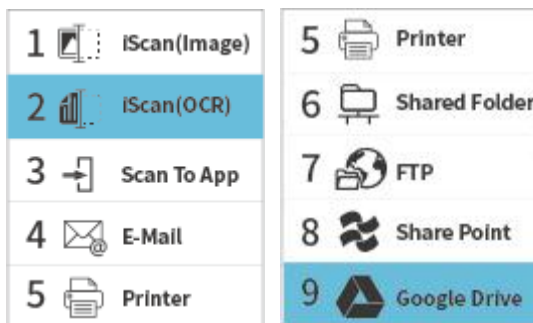 1 iScan(Image)
2 iScan(OCR)
3 Scan To App
4 E-Mail
5 Printer
5 Printer
6 Shared Folder
7 FTP
8 Share Point
9 Google Drive